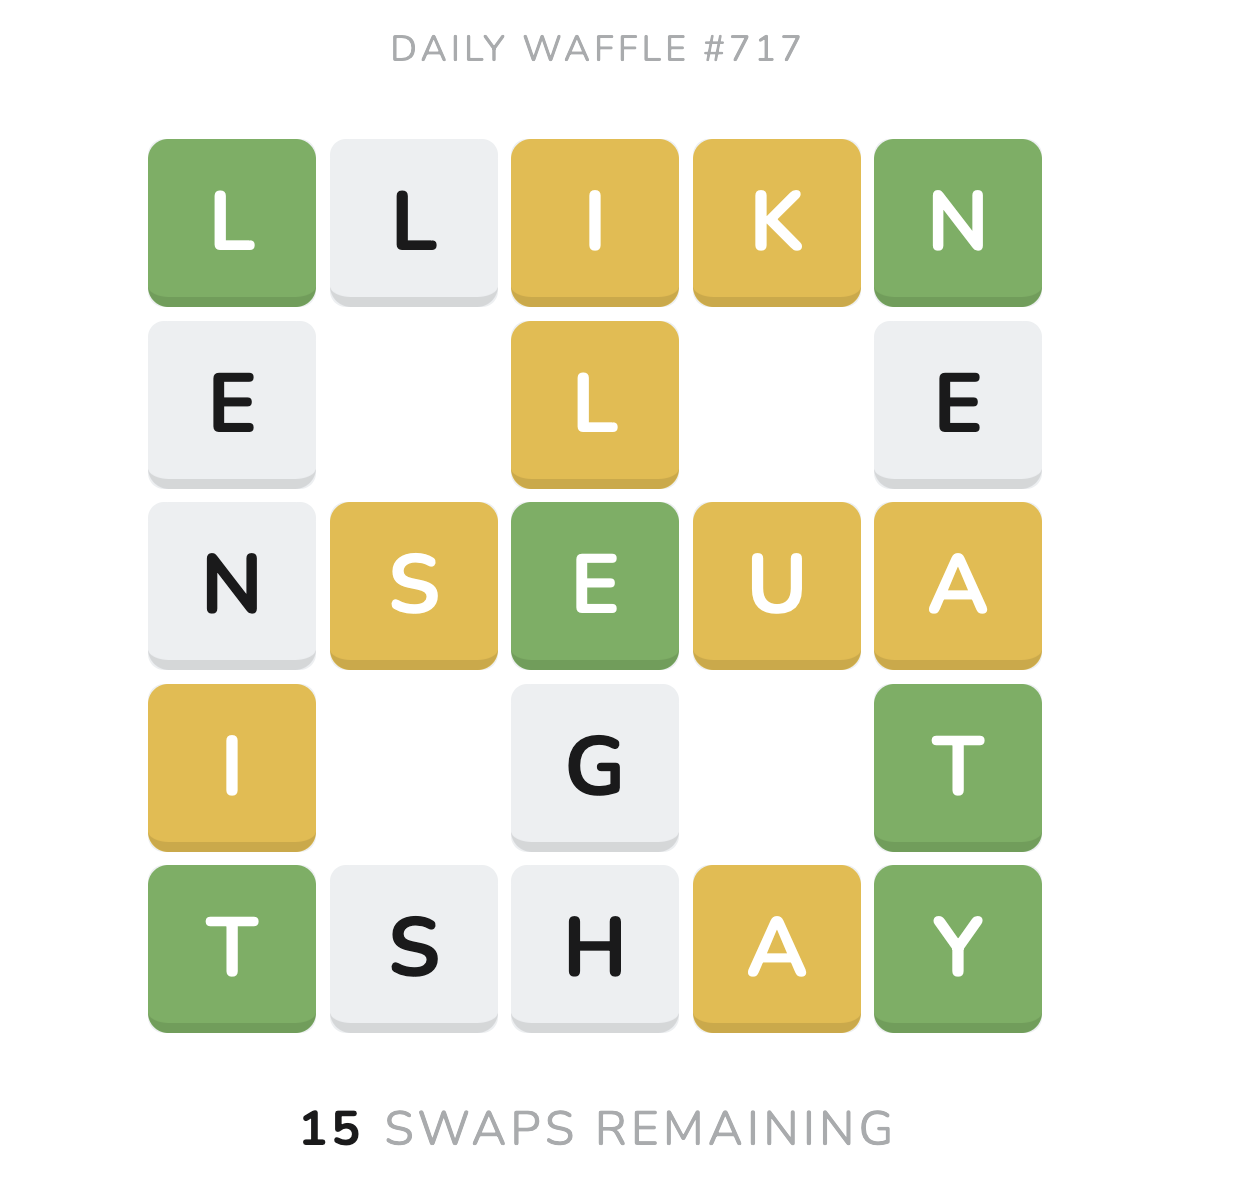 DAILY WAFFLE #717
L L I K N
E L E
N S E U A
I G T
T S H A Y
15 SWAPS REMAINING